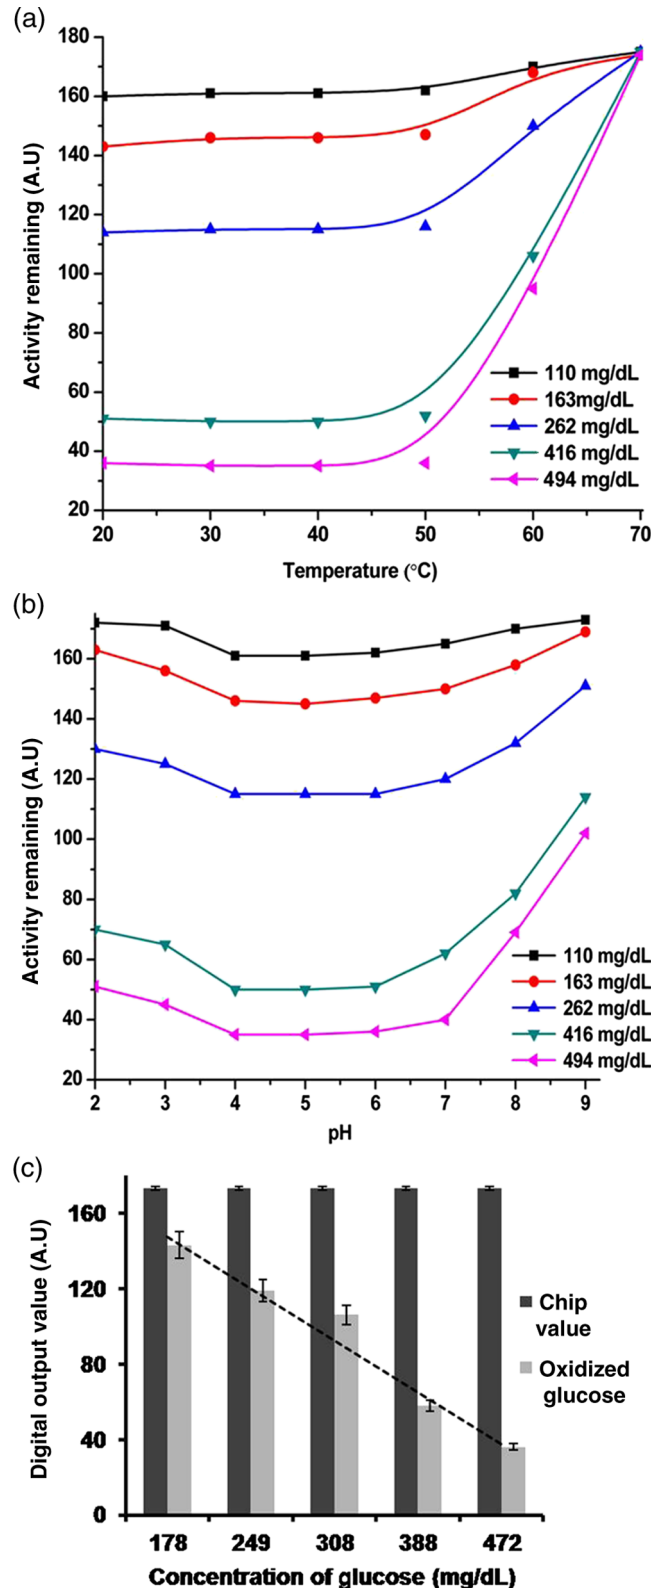 (a)
180
160
140
120
100
80
60
40
20
Activity remaining (A.U)
110 mg/dL
163mg/dL
262 mg/dL
416 mg/dL
494 mg/dL
20 30 40 50 60 70
Temperature (°C)
(b)
160
140
120
100
80
60
40
20
Activity remaining (A.U)
110 mg/dL
163 mg/dL
262 mg/dL
416 mg/dL
494 mg/dL
2 3 4 5 6 7 8 9
pH
(c)
160
120
80
40
0
Digital output value (A.U)
Chip
value
Oxidized
glucose
178 249 308 388 472
Concentration of glucose (mg/dL)